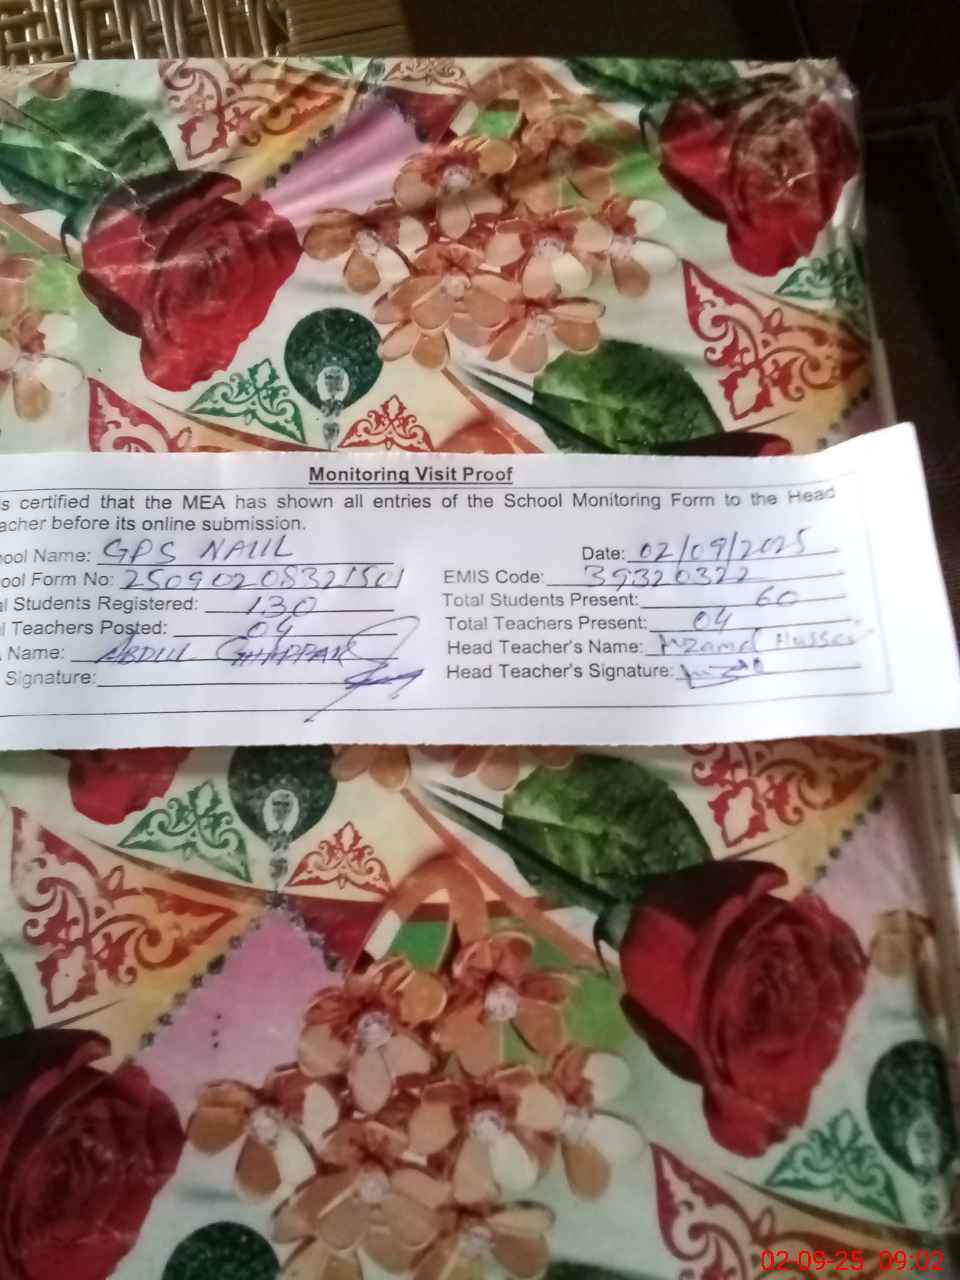 Monitoring Visit Proof
s certified that the MEA has shown all entries of the School Monitoring Form to the Head
acher before its online submission.
ool Name: GPS NAUL Date: 02/09/2025
ool Form No: 25090208321501 EMIS Code: 39320322
l Students Registered: 130 Total Students Present: 60
l Teachers Posted: 04 Total Teachers Present: 04
Name: ABDUL GHAFFAR Head Teacher's Name:
Signature: Head Teacher's Signature:
02-09-25 09:02